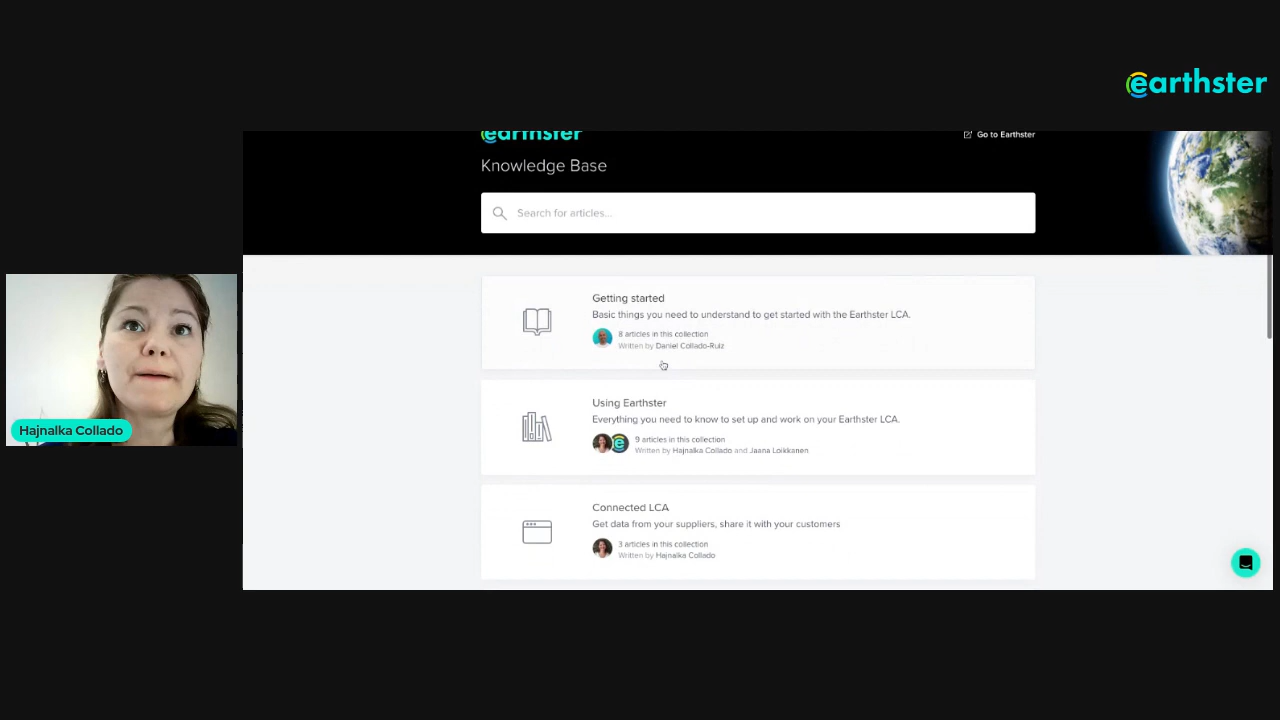 earthster
earthster
Go to Earthster
Knowledge Base
Search for articles...
Getting started
Basic things you need to understand to get started with the Earthster LCA.
8 articles in this collection
Written by Daniel Collado-Ruiz
Using Earthster
Everything you need to know to set up and work on your Earthster LCA.
9 articles in this collection
Written by Hajnalka Collado and Jaana Loikkanen
Connected LCA
Get data from your suppliers, share it with your customers
3 articles in this collection
Written by Hajnalka Collado
Hajnalka Collado